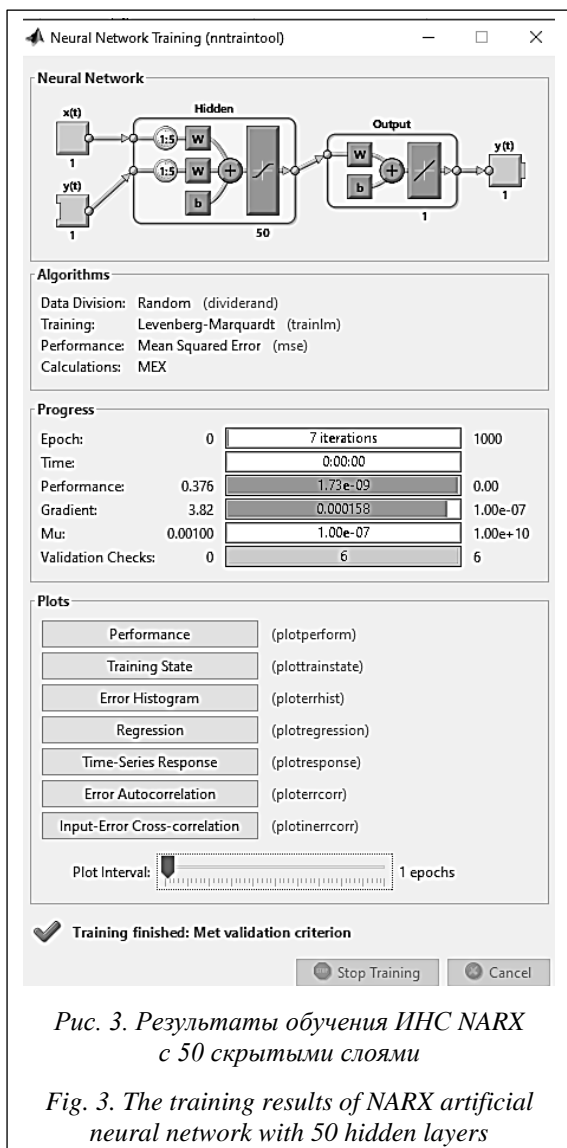 Neural Network Training (nntraintool)
Neural Network
x(t)
1
y(t)
1
Hidden
1:5
W
1:5
W
b
+
50
Output
W
b
+
1
y(t)
1
Algorithms
Data Division: Random (dividerand)
Training: Levenberg-Marquardt (trainlm)
Performance: Mean Squared Error (mse)
Calculations: MEX
Progress
Epoch: 0 7 iterations 1000
Time: 0:00:00
Performance: 0.376 1.73e-09 0.00
Gradient: 3.82 0.000158 1.00e-07
Mu: 0.00100 1.00e-07 1.00e+10
Validation Checks: 0 6 6
Plots
Performance (plotperform)
Training State (plottrainstate)
Error Histogram (ploterrhist)
Regression (plotregression)
Time-Series Response (plotresponse)
Error Autocorrelation (ploterrcorr)
Input-Error Cross-correlation (plotinerrcorr)
Plot Interval: 1 epochs
Training finished: Met validation criterion
Stop Training Cancel
Рис. 3. Результаты обучения ИНС NARX
с 50 скрытыми слоями
Fig. 3. The training results of NARX artificial
neural network with 50 hidden layers